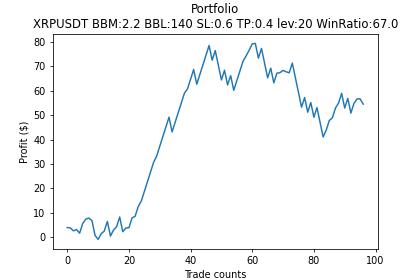 Portfolio
XRPUSDT BBM:2.2 BBL:140 SL:0.6 TP:0.4 lev:20 WinRatio:67.0
80
70
60
50
40
30
20
10
0
Profit ($)
0 20 40 60 80 100
Trade counts